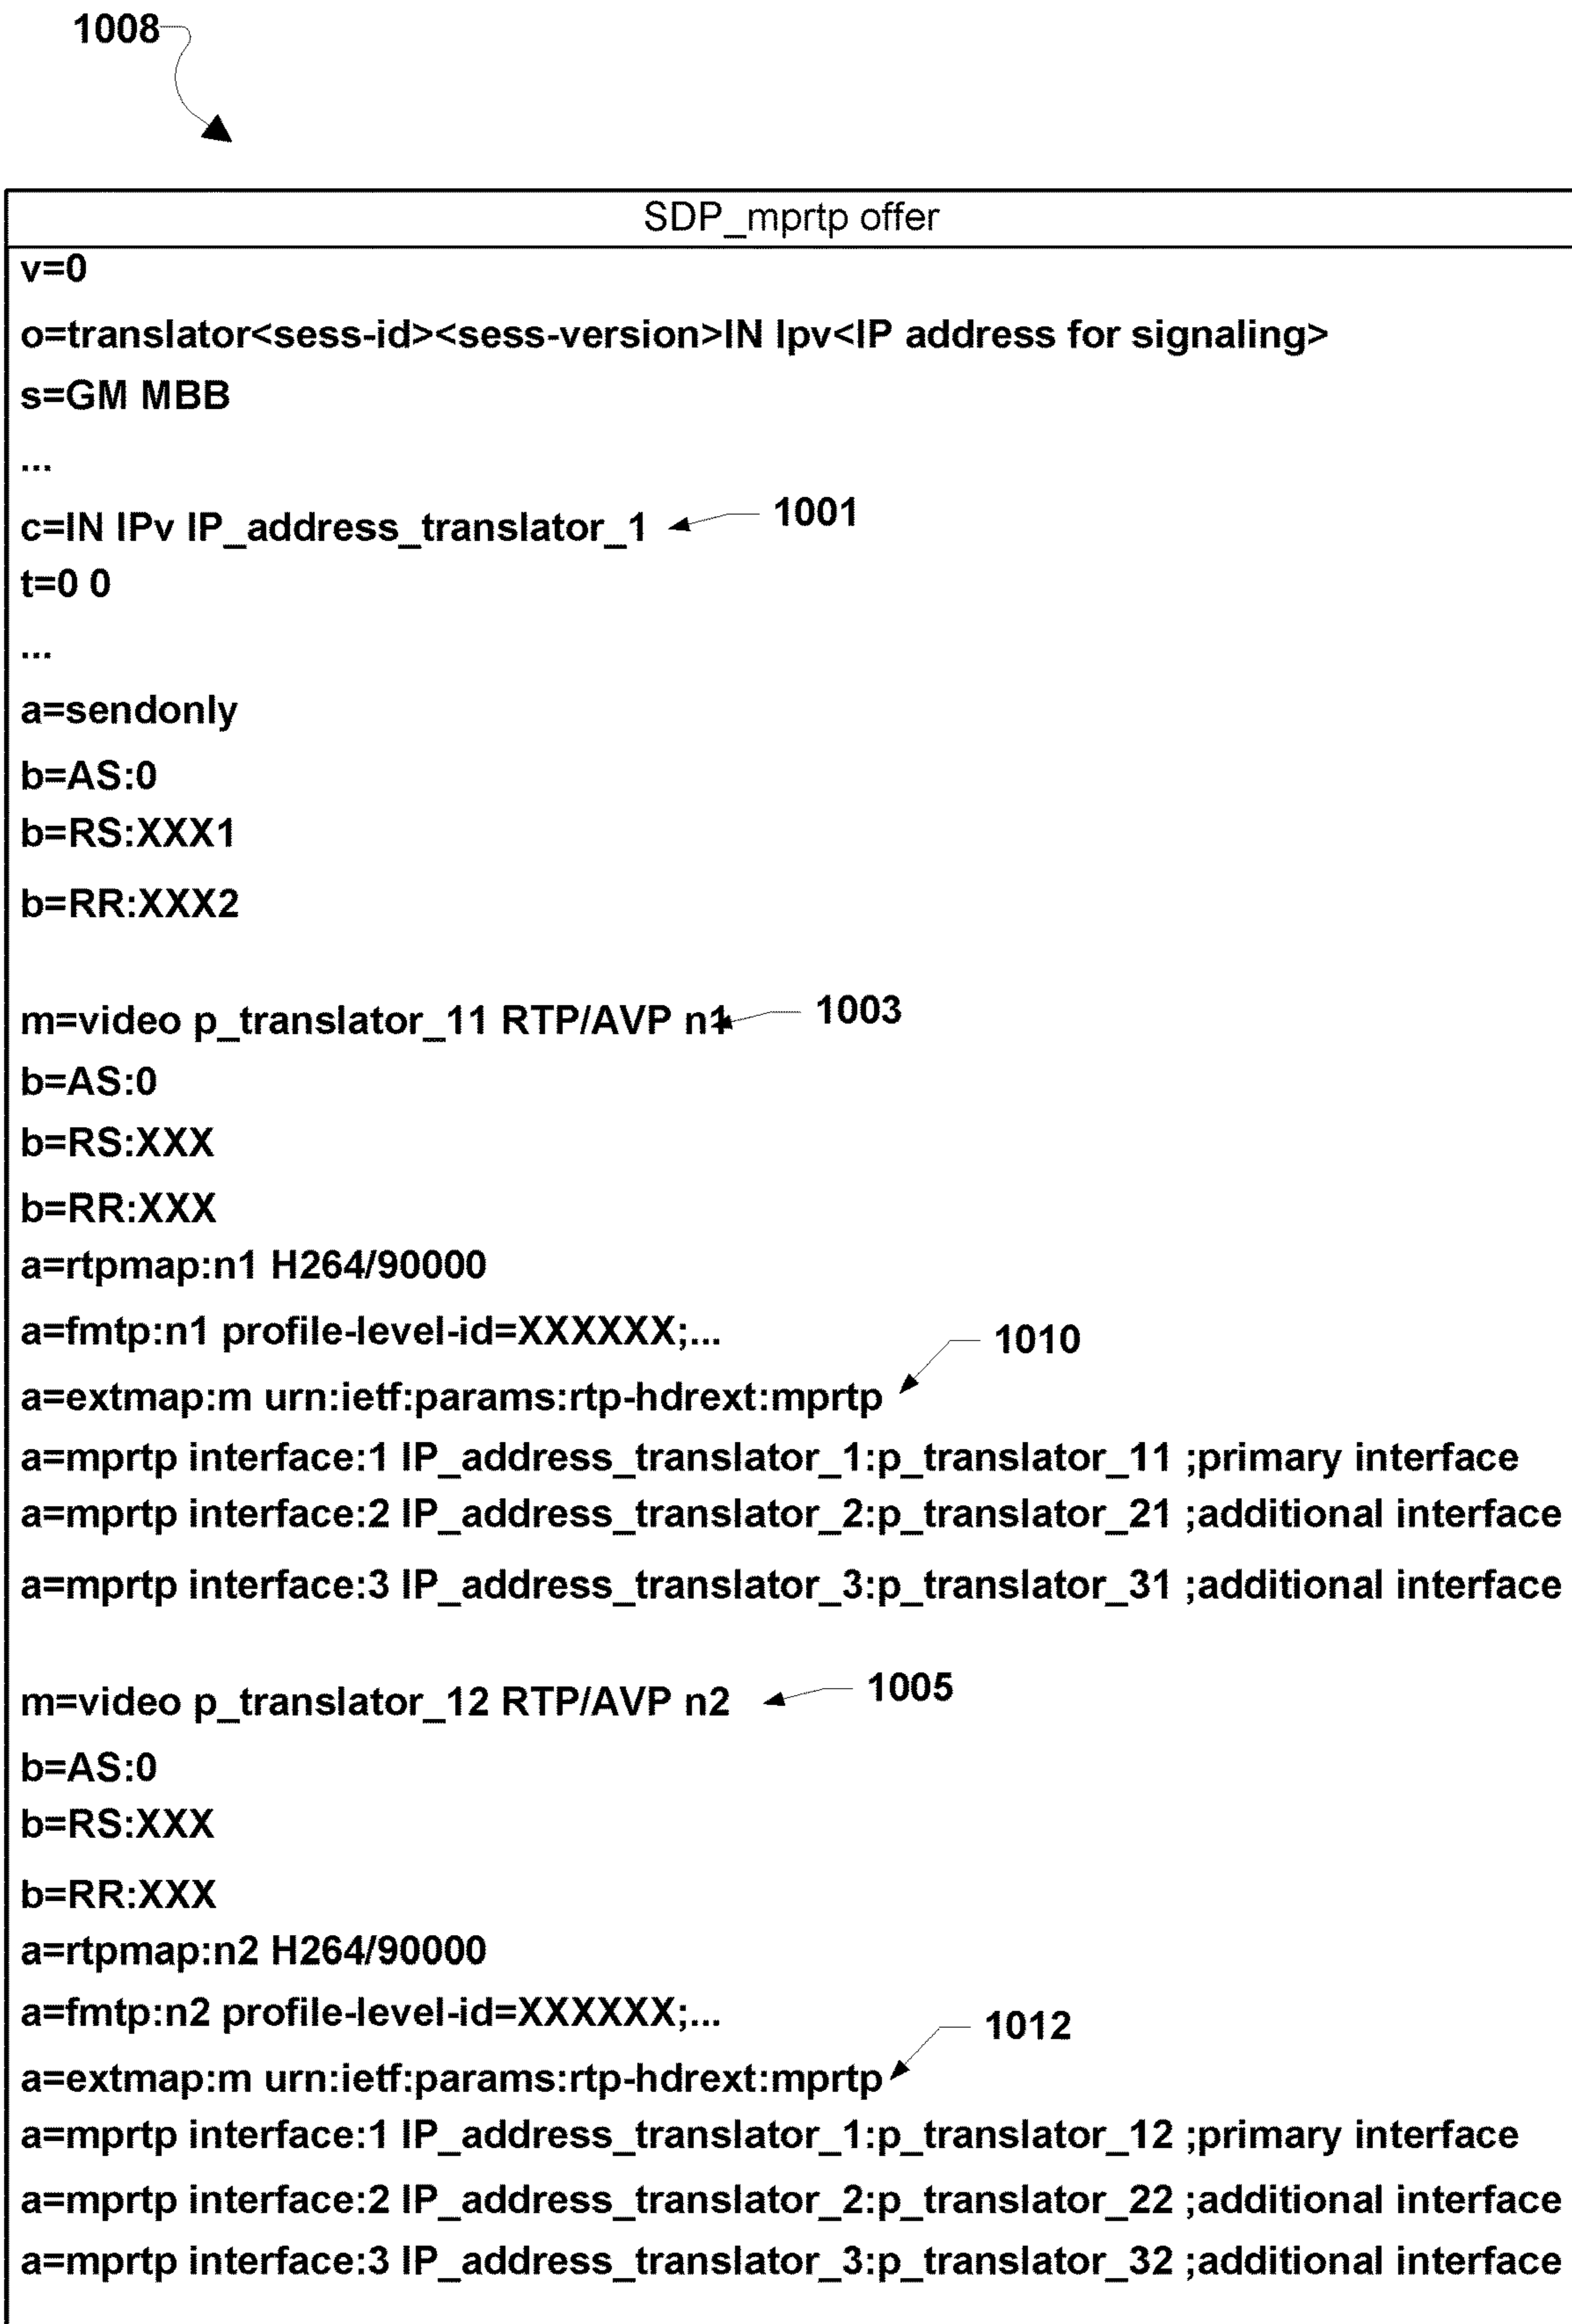 1008
SDP_mprtp offer
v=0
o=translator<sess-id><sess-version>IN Ipv<IP address for signaling>
s=GM MBB
...
c=IN IPv IP_address_translator_1 1001
t=0 0
...
a=sendonly
b=AS:0
b=RS:XXX1
b=RR:XXX2
m=video p_translator_11 RTP/AVP n1 1003
b=AS:0
b=RS:XXX
b=RR:XXX
a=rtpmap:n1 H264/90000
a=fmtp:n1 profile-level-id=XXXXXX;...
1010
a=extmap:m urn:ietf:params:rtp-hdrext:mprtp
a=mprtp interface:1 IP_address_translator_1:p_translator_11 ;primary interface
a=mprtp interface:2 IP_address_translator_2:p_translator_21 ;additional interface
a=mprtp interface:3 IP_address_translator_3:p_translator_31 ;additional interface
m=video p_translator_12 RTP/AVP n2 1005
b=AS:0
b=RS:XXX
b=RR:XXX
a=rtpmap:n2 H264/90000
a=fmtp:n2 profile-level-id=XXXXXX;...
1012
a=extmap:m urn:ietf:params:rtp-hdrext:mprtp
a=mprtp interface:1 IP_address_translator_1:p_translator_12 ;primary interface
a=mprtp interface:2 IP_address_translator_2:p_translator_22 ;additional interface
a=mprtp interface:3 IP_address_translator_3:p_translator_32 ;additional interface